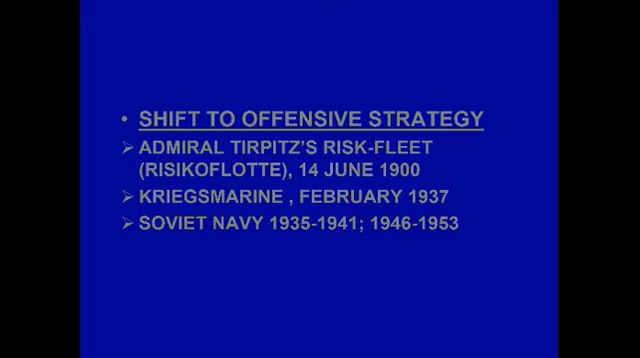 • SHIFT TO OFFENSIVE STRATEGY
➢ ADMIRAL TIRPITZ'S RISK-FLEET
(RISIKOFLOTTE), 14 JUNE 1900
➢ KRIEGSMARINE , FEBRUARY 1937
➢ SOVIET NAVY 1935-1941; 1946-1953